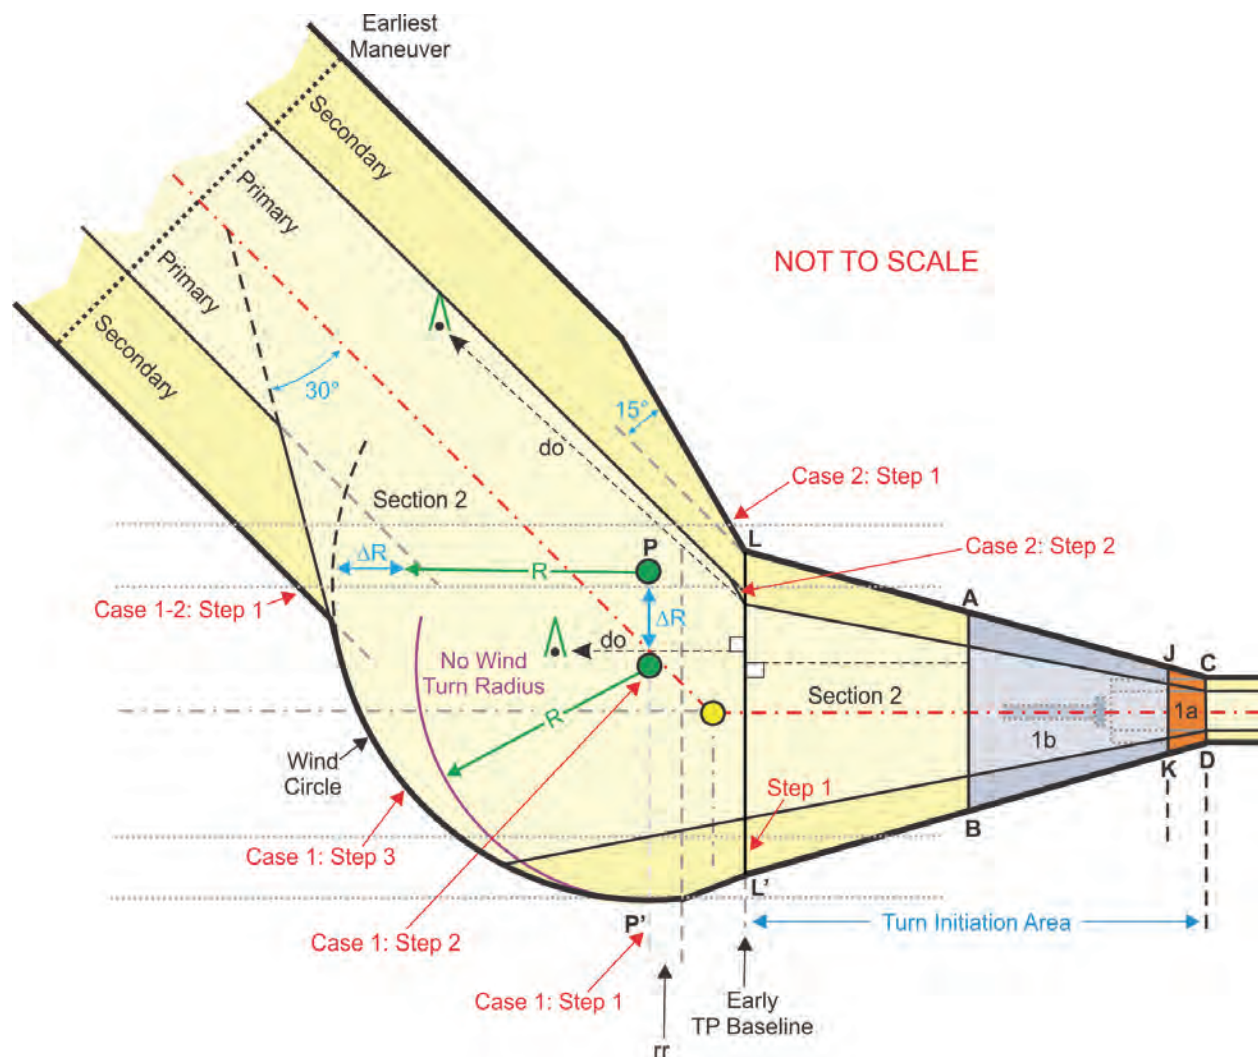 Earliest
Maneuver
Secondary
Primary
Primary
Secondary
NOT TO SCALE
30°
15°
do
Case 2: Step 1
Section 2
L
Case 2: Step 2
P
ΔR
R
A
Case 1-2: Step 1
ΔR
do
No Wind
Turn Radius
J
C
Section 2
1a
R
1b
Wind
Circle
Step 1
K
D
B
Case 1: Step 3
L'
P'
Turn Initiation Area
Case 1: Step 2
Case 1: Step 1
Early
TP Baseline
rr